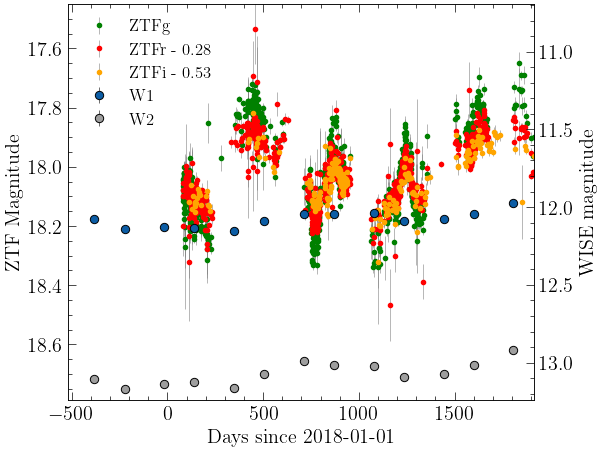 ZTFg
ZTFr - 0.28
ZTFi - 0.53
W1
W2
17.6
17.8
18.0
18.2
18.4
18.6
ZTF Magnitude
11.0
11.5
12.0
12.5
13.0
WISE magnitude
−500
0
500
1000
1500
Days since 2018-01-01